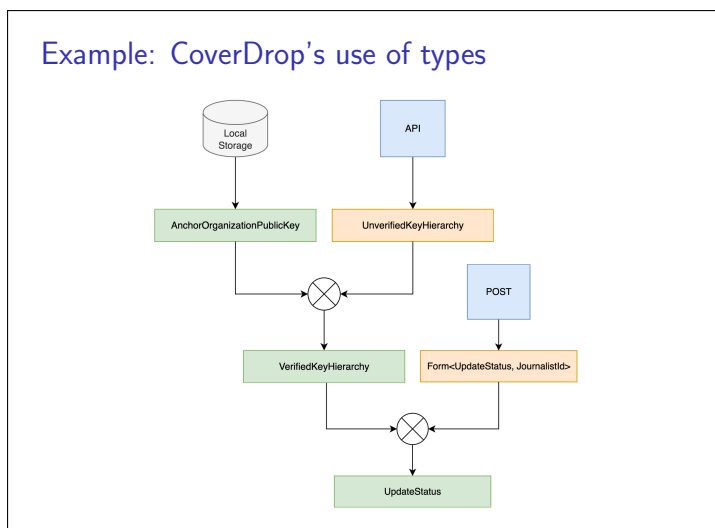 Example: CoverDrop's use of types
Local
Storage
API
AnchorOrganizationPublicKey
UnverifiedKeyHierarchy
POST
VerifiedKeyHierarchy
Form<UpdateStatus, JournalistId>
UpdateStatus